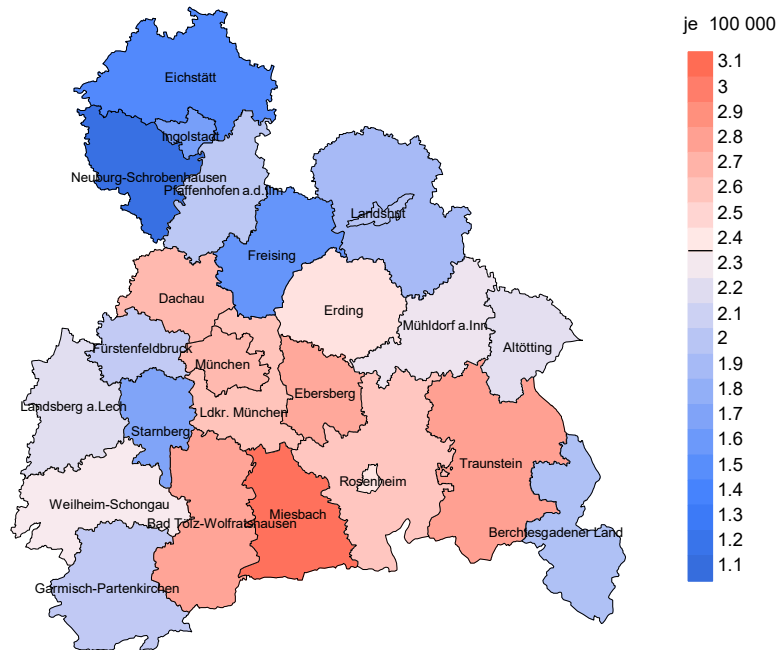 je 100 000
Eichstätt
3.1
3
2.9
2.8
2.7
2.6
2.5
2.4
2.3
2.2
2.1
2
1.9
1.8
1.7
1.6
1.5
1.4
1.3
1.2
1.1
Ingolstadt
Neuburg-Schrobenhausen
Pfaffenhofen a.d.Ilm
Landshut
Freising
Dachau
Erding
Mühldorf a.Inn
Altötting
Fürstenfeldbruck
München
Ebersberg
Landsberg a.Lech
Ldkr. München
Starnberg
Traunstein
Rosenheim
Weilheim-Schongau
Miesbach
Bad Tölz-Wolfratshausen
Berchtesgadener Land
Garmisch-Partenkirchen